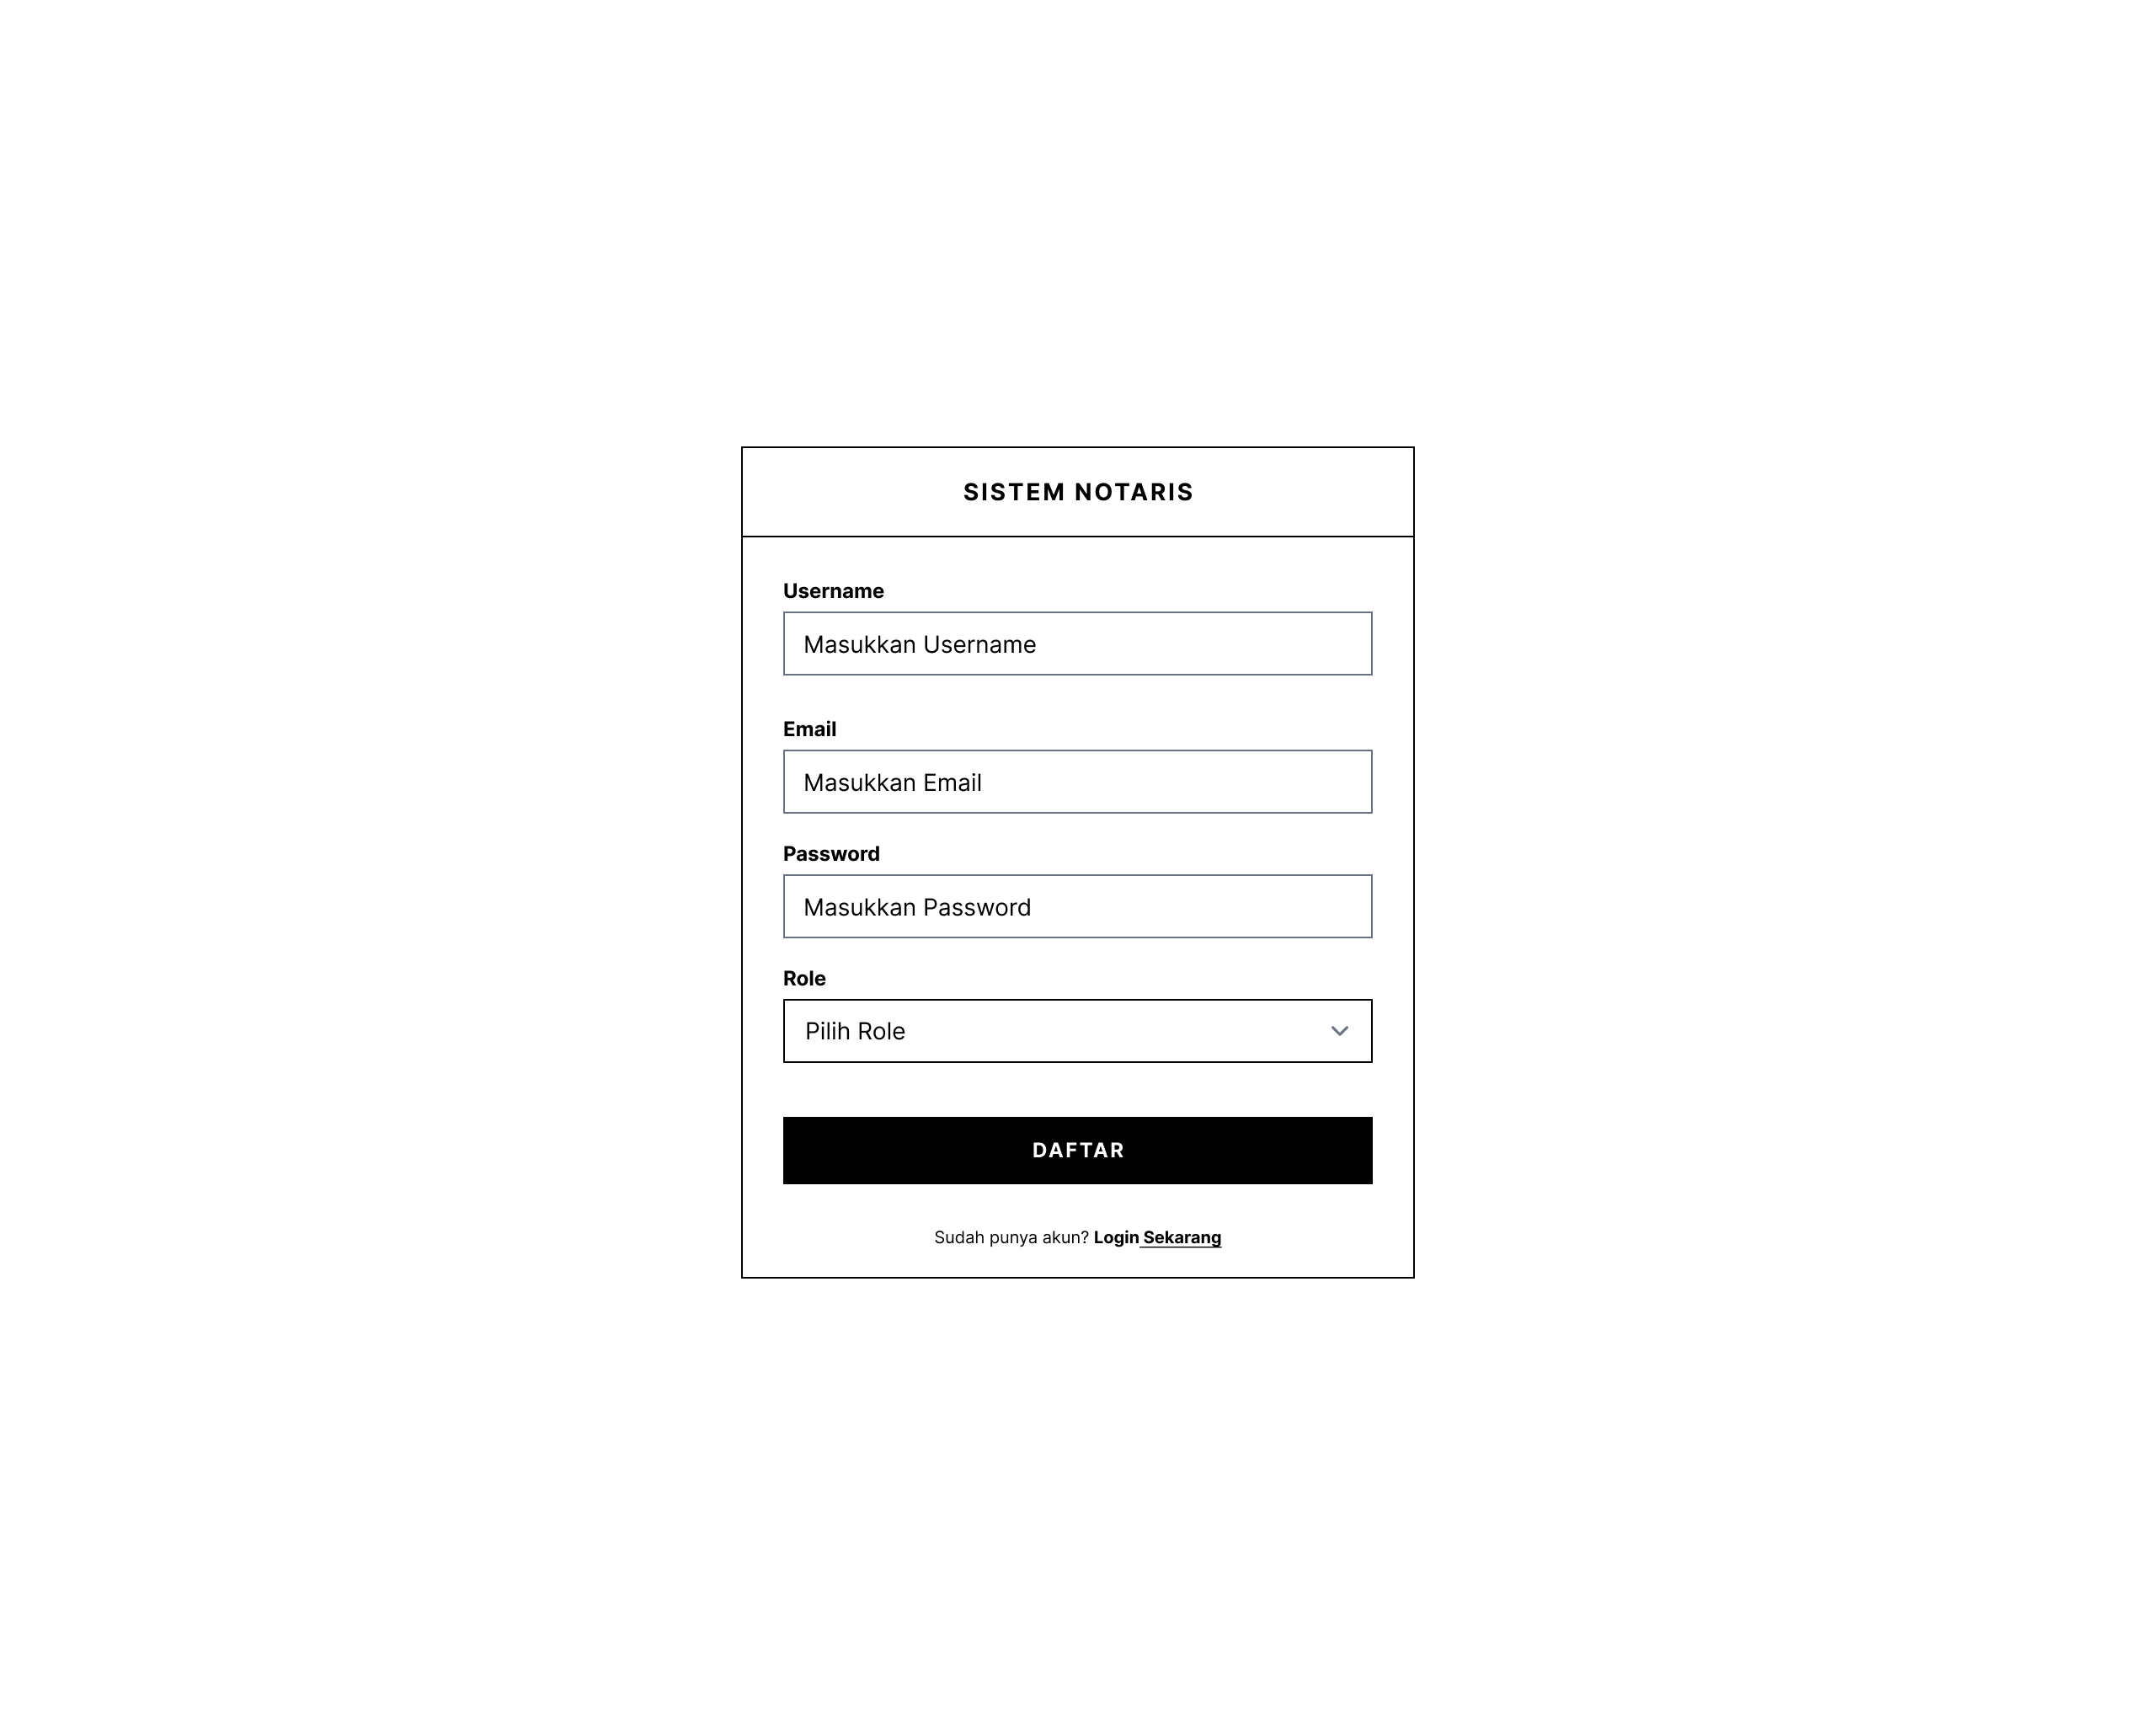 SISTEM NOTARIS
Username
Masukkan Username
Email
Masukkan Email
Password
Masukkan Password
Role
Pilih Role
DAFTAR
Sudah punya akun? Login Sekarang